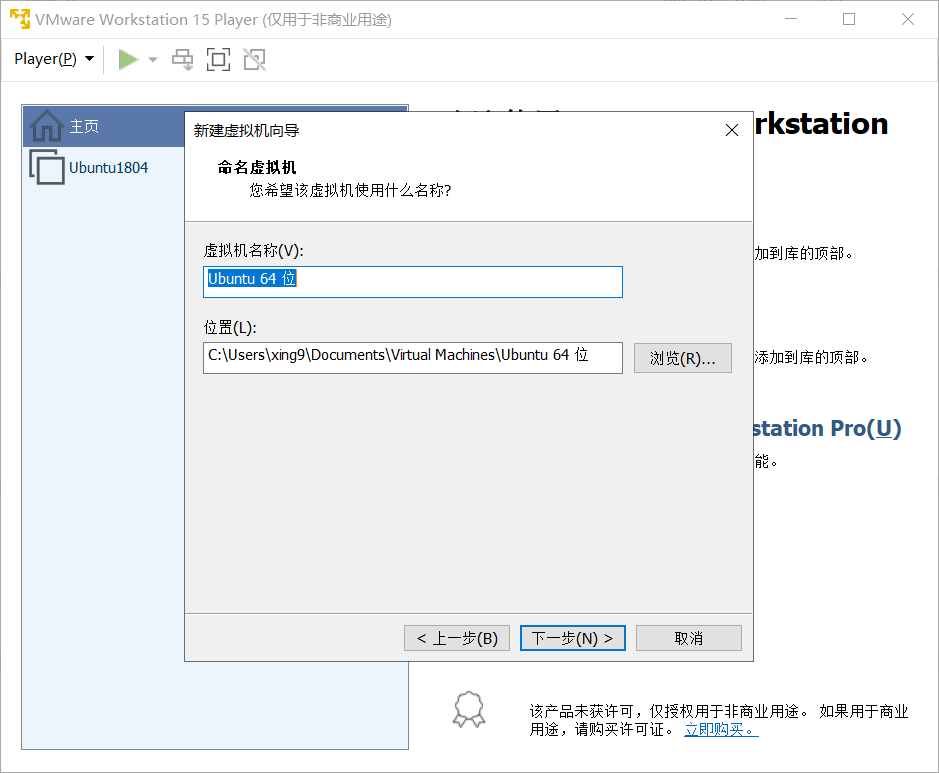 VMware Workstation 15 Player (仅用于非商业用途)
Player(P)
主页
Ubuntu1804
rkstation
加到库的顶部。
添加到库的顶部。
station Pro(U)
能。
新建虚拟机向导
命名虚拟机
您希望该虚拟机使用什么名称?
虚拟机名称(V):
Ubuntu 64 位
位置(L):
C:\Users\xing9\Documents\Virtual Machines\Ubuntu 64 位
浏览(R)...
< 上一步(B)
下一步(N) >
取消
该产品未获许可，仅授权用于非商业用途。 如果用于商业
用途，请购买许可证。 立即购买。